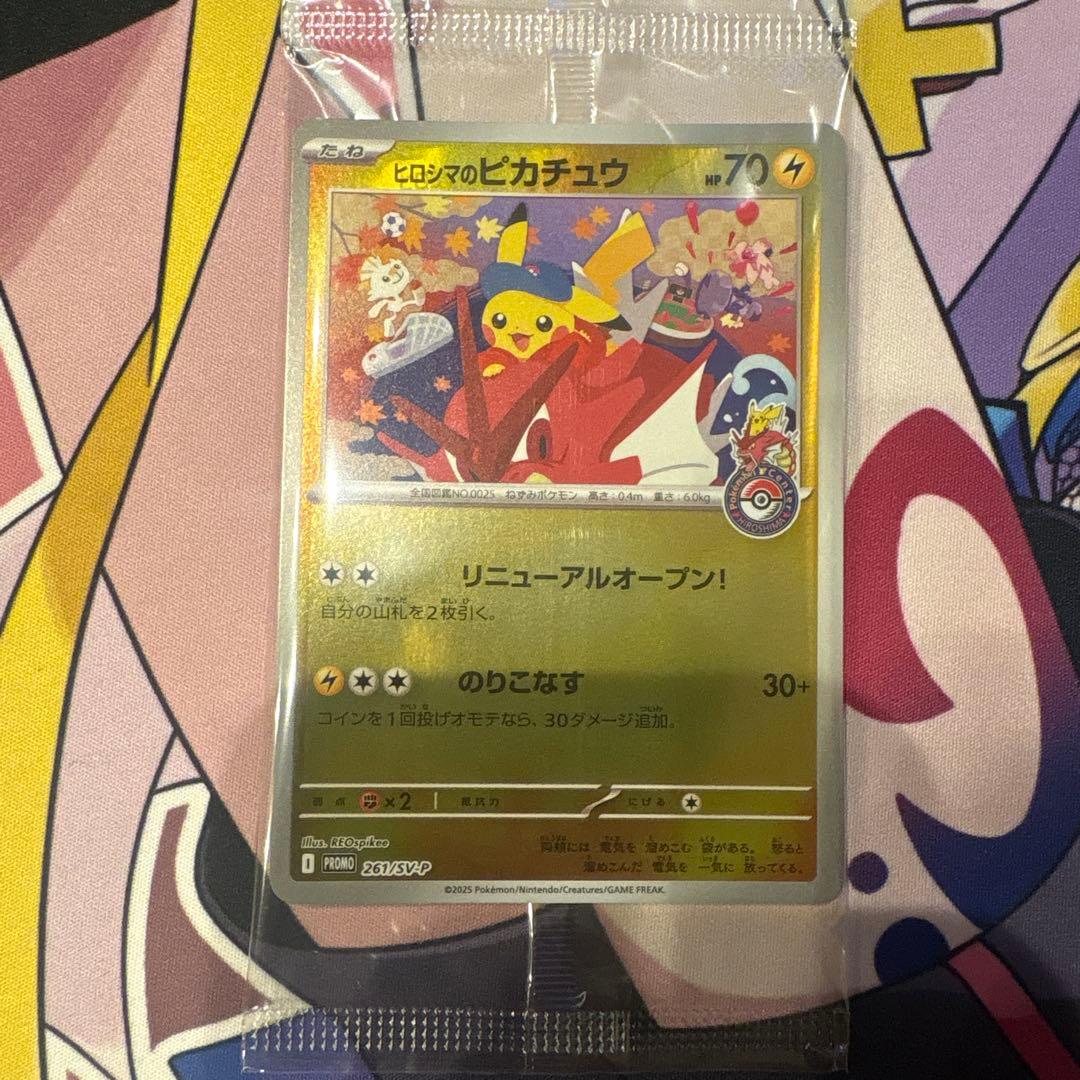 たね
ヒロシマのピカチュウ
HP70
Pokémon Center
HIROSHIMA
全国図鑑NO.0025 ねずみポケモン 高さ:0.4m 重さ:6.0kg
リニューアルオープン!
自分の山札を2枚引く。
のりこなす 30+
コインを1回投げオモテなら、30ダメージ追加。
弱点 ×2 抵抗力 にげる
Illus. REOspikee
両頬には 電気を 溜めこむ 袋がある。 怒ると
溜めこんだ 電気を 一気に 放ってくる。
I PROMO 261/SV-P
©2025 Pokémon/Nintendo/Creatures/GAME FREAK.